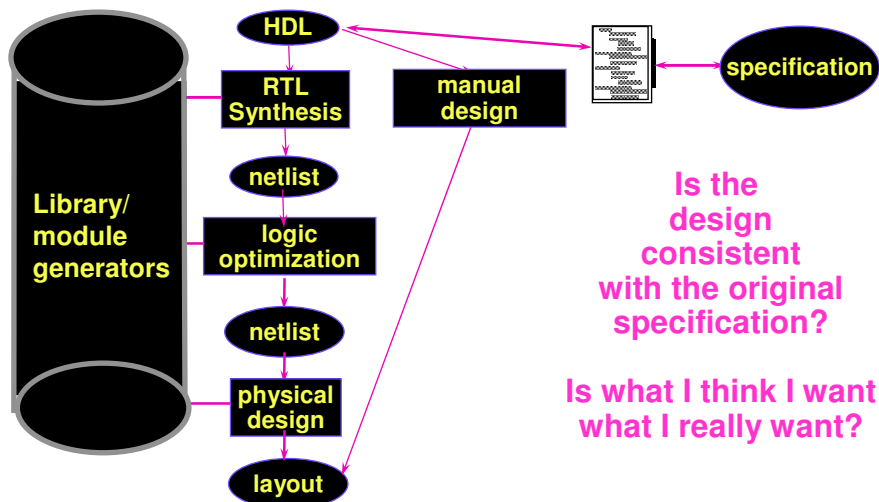 HDL
specification
RTL
Synthesis
manual
design
netlist
Library/
module
generators
logic
optimization
netlist
physical
design
layout
Is the
design
consistent
with the original
specification?
Is what I think I want
what I really want?